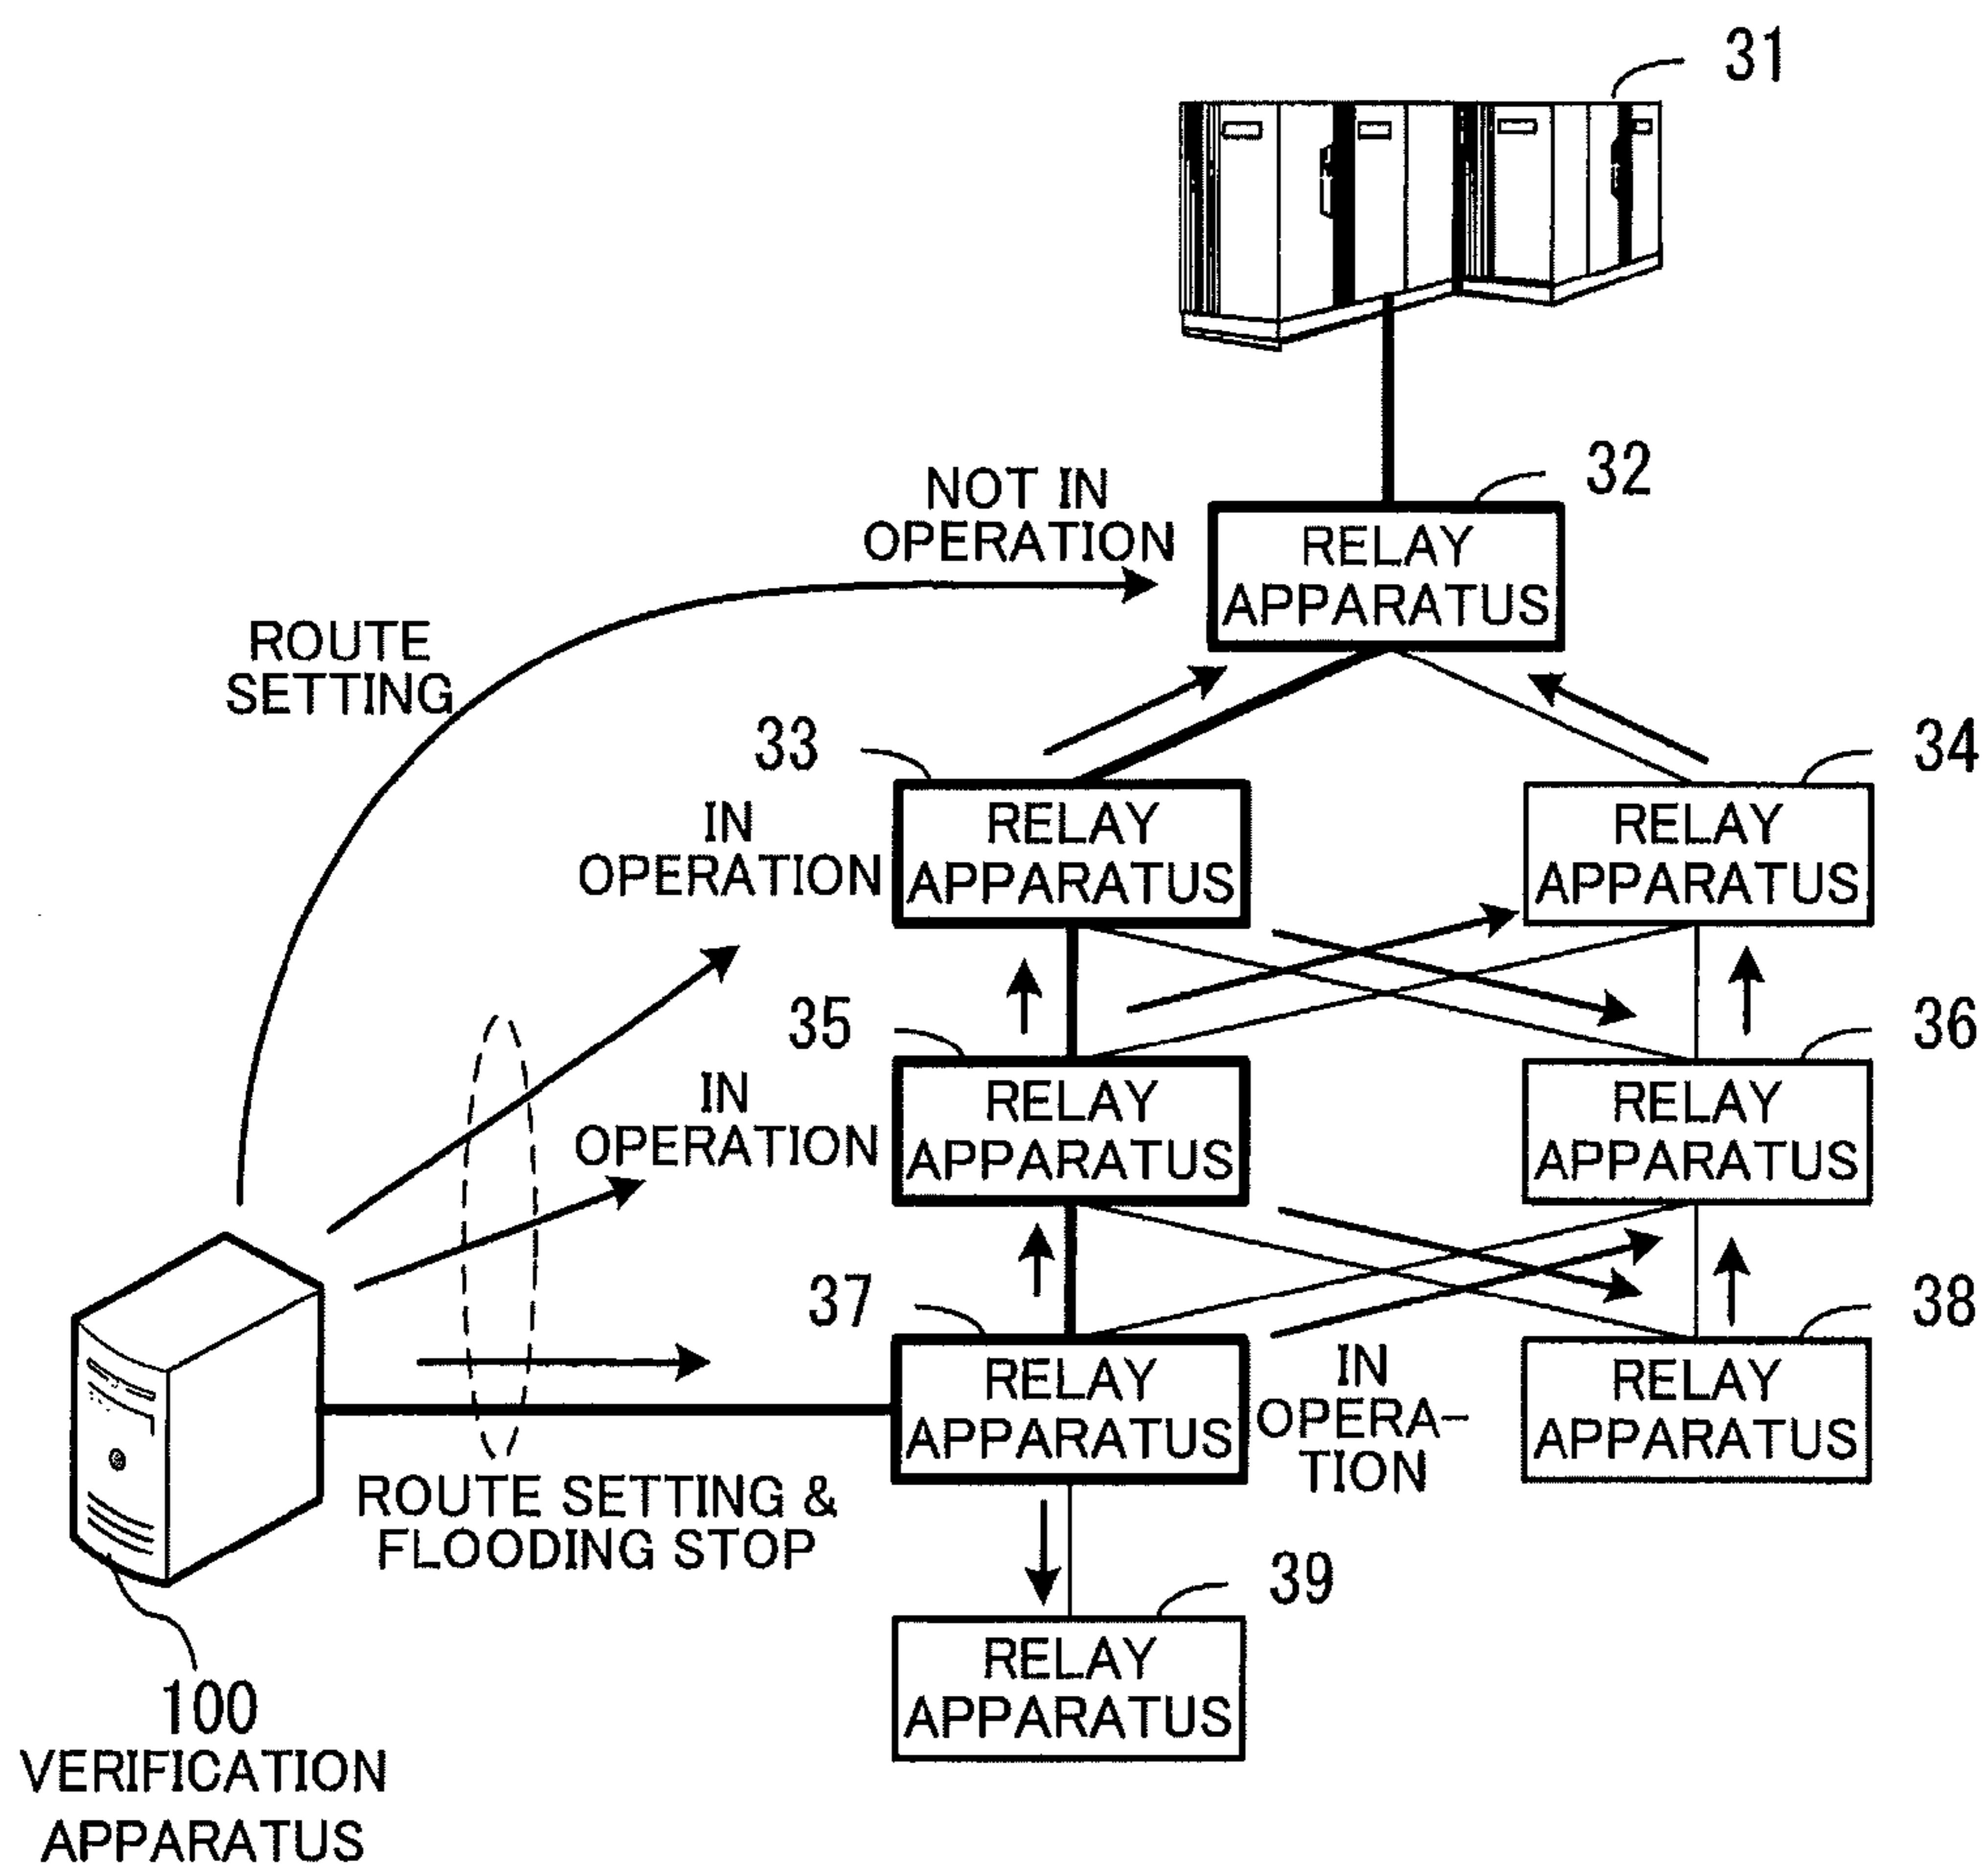 31
32
NOT IN
OPERATION
RELAY
APPARATUS
ROUTE
SETTING
33
34
IN
OPERATION
RELAY
APPARATUS
RELAY
APPARATUS
35
36
IN
OPERATION
RELAY
APPARATUS
RELAY
APPARATUS
37
38
RELAY
APPARATUS
IN
OPERA-
TION
RELAY
APPARATUS
ROUTE SETTING &
FLOODING STOP
39
RELAY
APPARATUS
100
VERIFICATION
APPARATUS